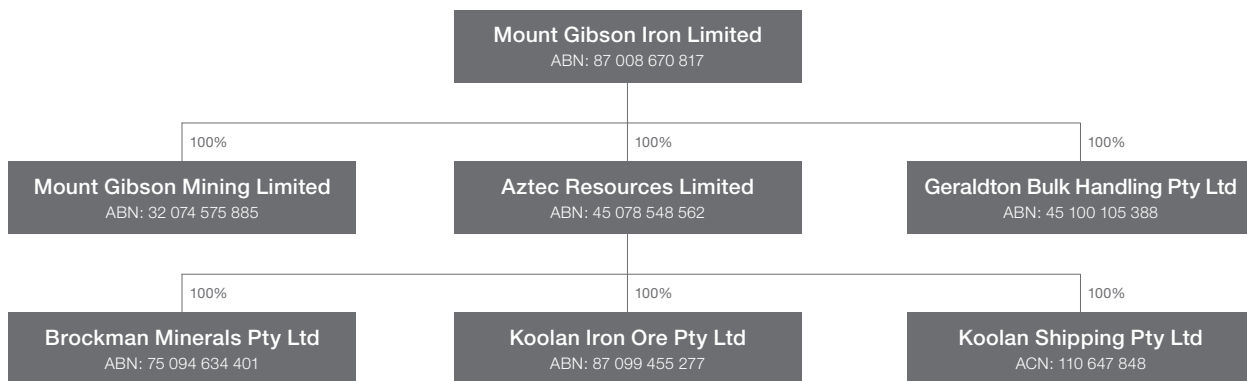 Mount Gibson Iron Limited
ABN: 87 008 670 817
100%
100%
100%
Mount Gibson Mining Limited
ABN: 32 074 575 885
Aztec Resources Limited
ABN: 45 078 548 562
Geraldton Bulk Handling Pty Ltd
ABN: 45 100 105 388
100%
100%
100%
Brockman Minerals Pty Ltd
ABN: 75 094 634 401
Koolan Iron Ore Pty Ltd
ABN: 87 099 455 277
Koolan Shipping Pty Ltd
ACN: 110 647 848